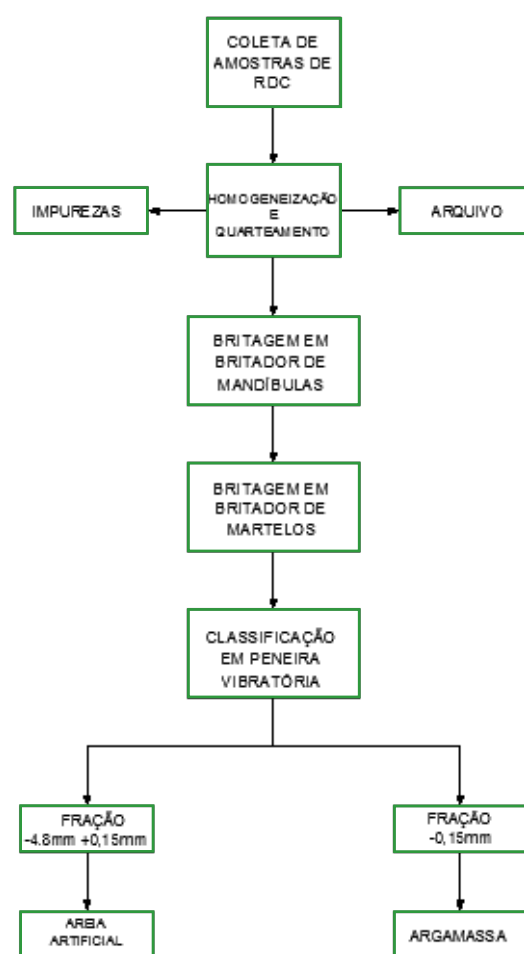 COLETA DE
AMOSTRAS DE
RDC
IMPUREZAS
HOMOGENEIZAÇÃO
E
QUARTEAMENTO
ARQUIVO
BRITAGEM EM
BRITADOR DE
MANDÍBULAS
BRITAGEM EM
BRITADOR DE
MARTELOS
CLASSIFICAÇÃO
EM PENEIRA
VIBRATÓRIA
FRAÇÃO
-4.8mm +0,15mm
FRAÇÃO
-0,15mm
AREIA
ARTIFICIAL
ARGAMASSA